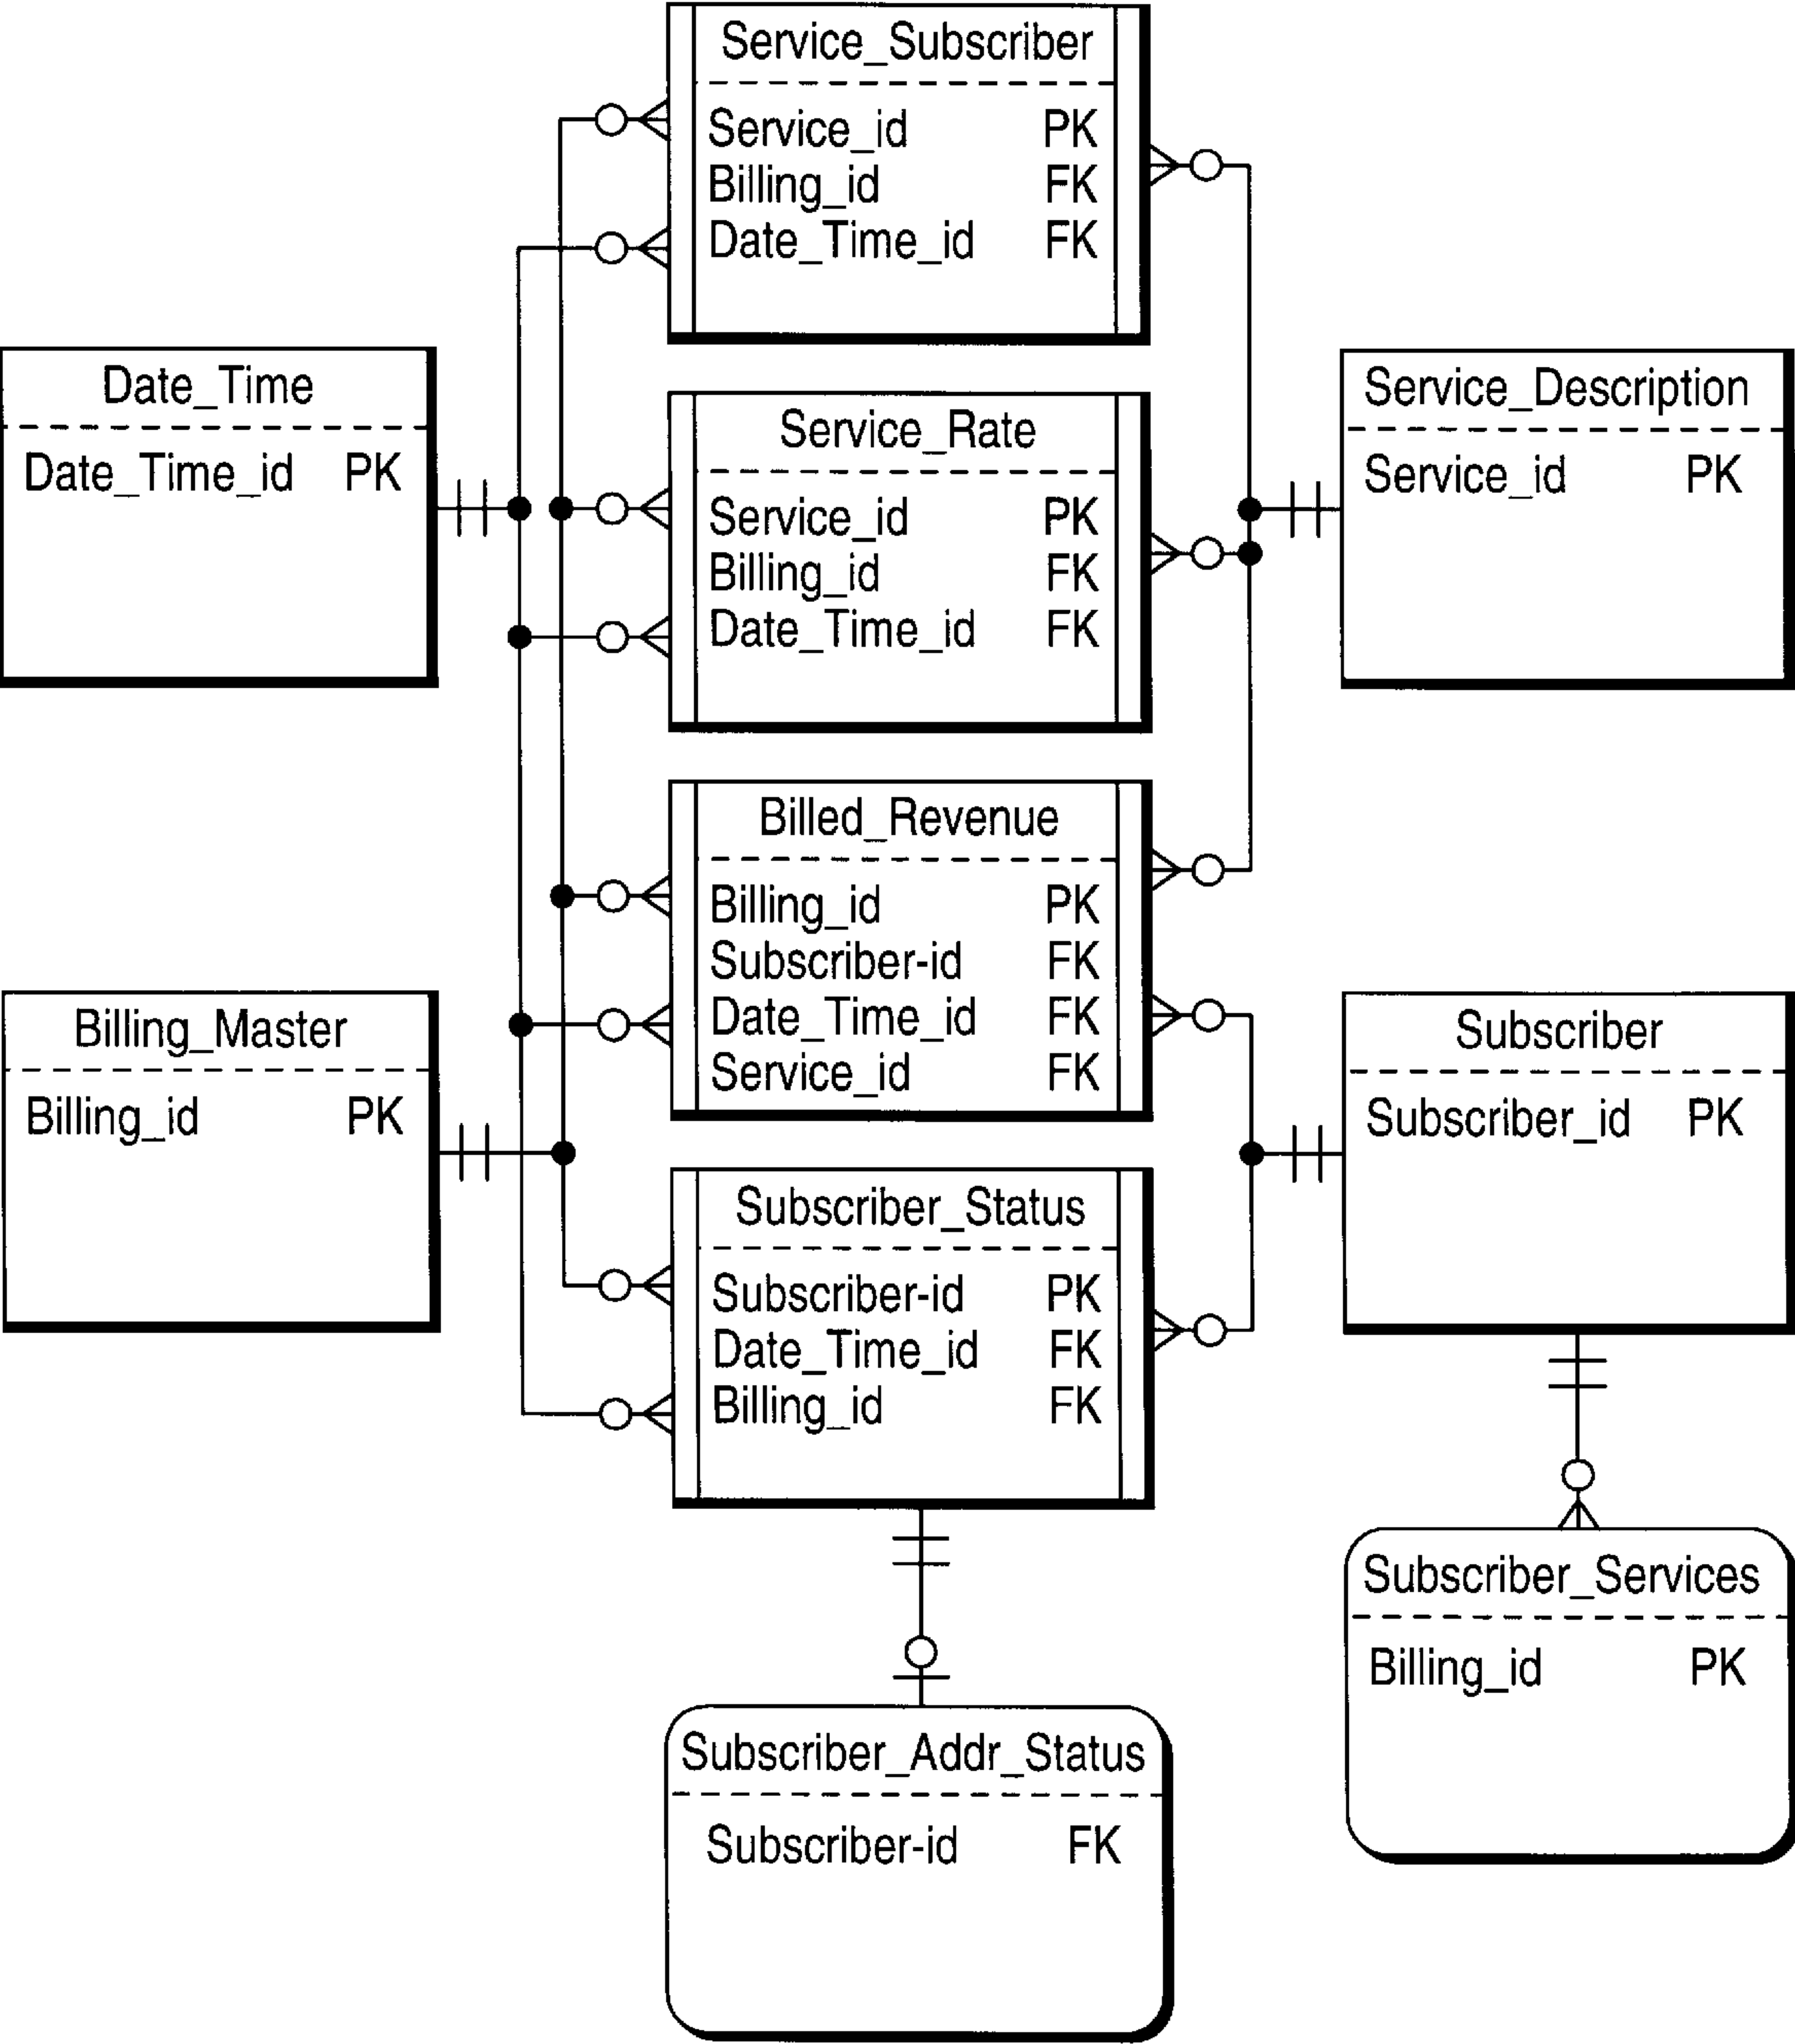 Service_Subscriber
Service_id PK
Billing_id FK
Date_Time_id FK
Date_Time
Date_Time_id PK
Service_Rate
Service_id PK
Billing_id FK
Date_Time_id FK
Service_Description
Service_id PK
Billed_Revenue
Billing_id PK
Subscriber-id FK
Date_Time_id FK
Service_id FK
Billing_Master
Billing_id PK
Subscriber
Subscriber_id PK
Subscriber_Status
Subscriber-id PK
Date_Time_id FK
Billing_id FK
Subscriber_Services
Billing_id PK
Subscriber_Addr_Status
Subscriber-id FK